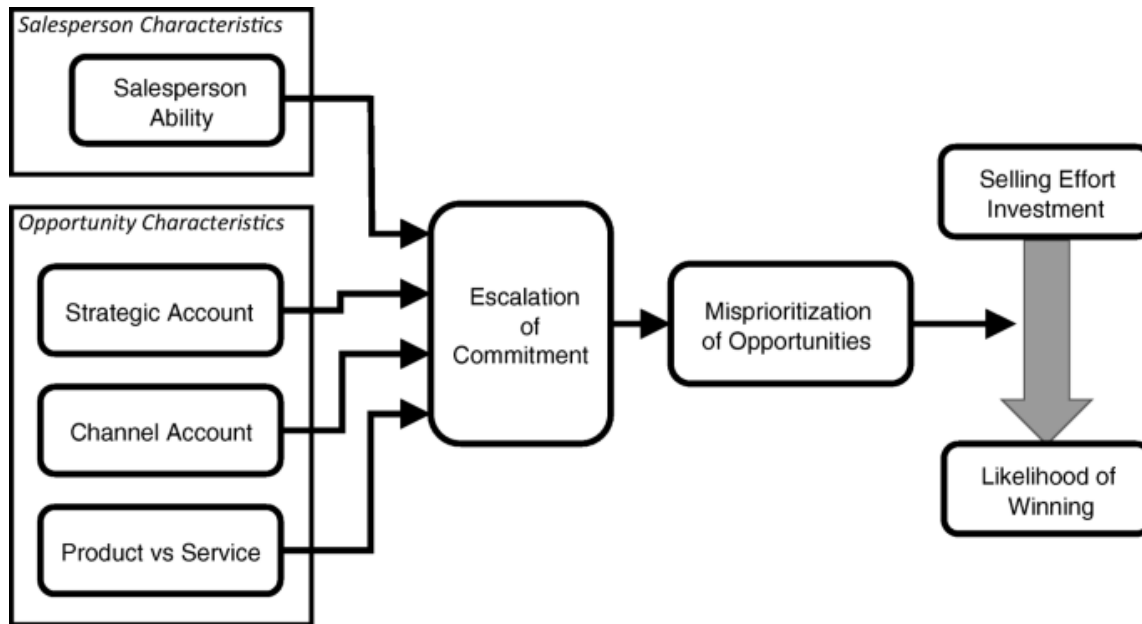 Salesperson Characteristics
Salesperson
Ability
Opportunity Characteristics
Strategic Account
Channel Account
Product vs Service
Escalation
of
Commitment
Misprioritization
of Opportunities
Selling Effort
Investment
Likelihood of
Winning